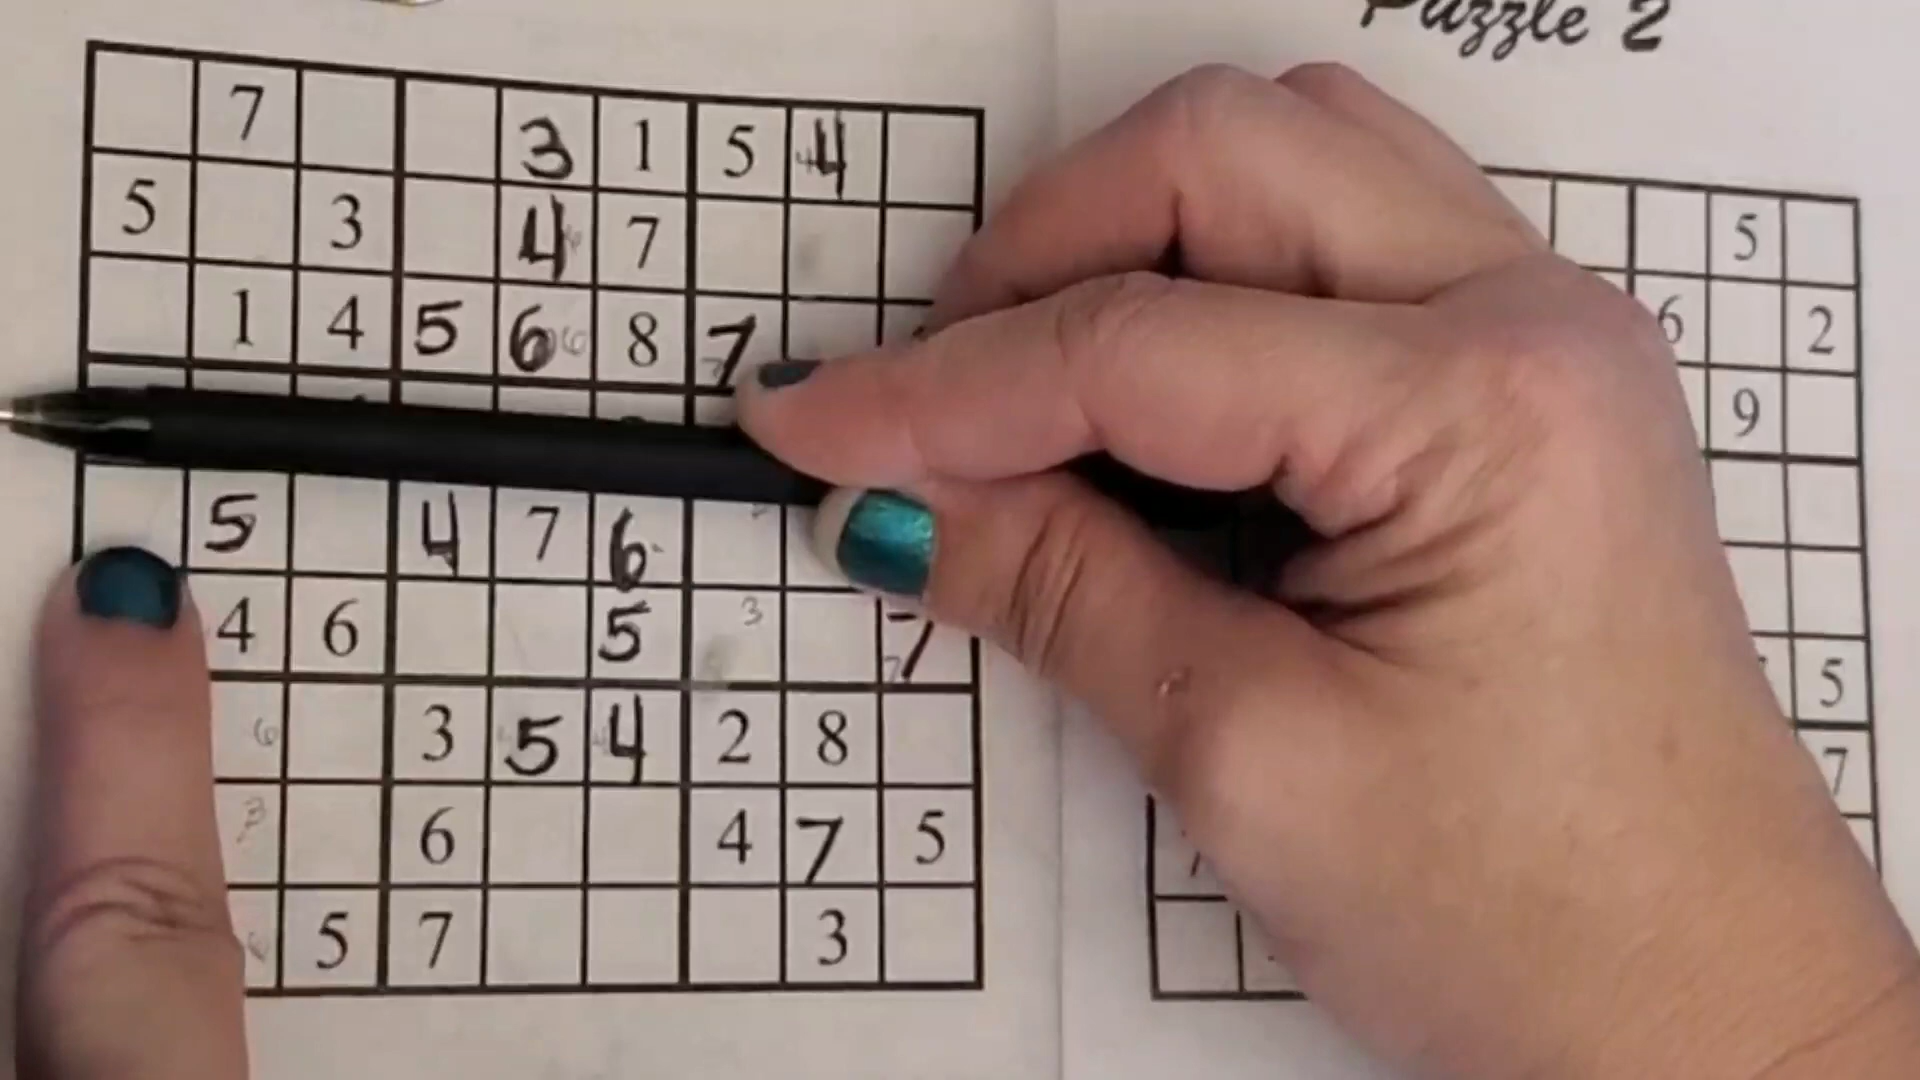 Puzzle 2
7 3 1 5 4
5 3 4 7
1 4 5 6 8 7
5 4 7 6
4 6 5 3 7
6 3 5 4 2 8
3 6 4 7 5
5 7 3
5
6 2
9
5
7